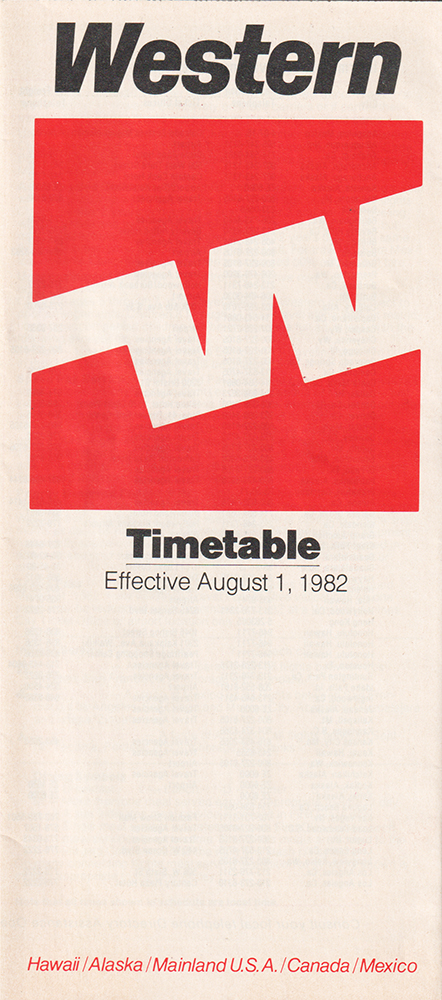 Western
Timetable
Effective August 1, 1982
Hawaii/Alaska/Mainland U.S.A./Canada/Mexico